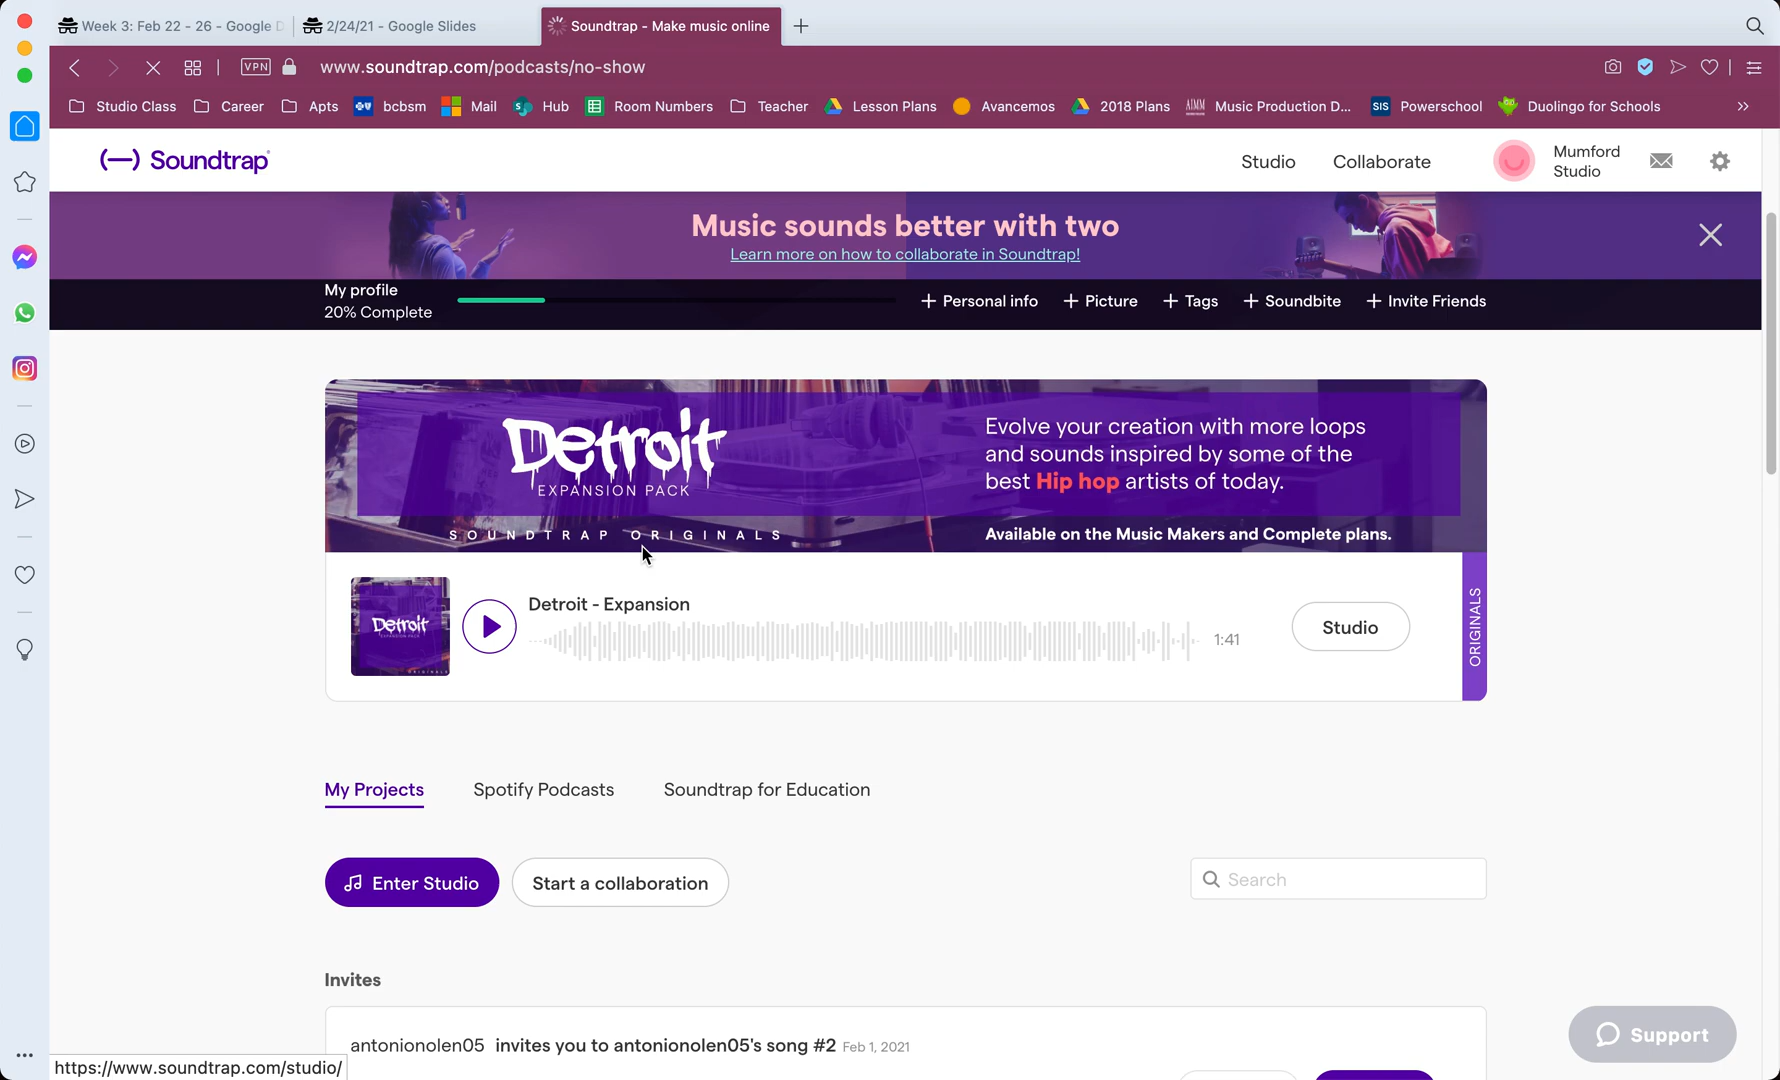 Week 3: Feb 22 - 26 - Google D
2/24/21 - Google Slides
Soundtrap - Make music online
VPN
www.soundtrap.com/podcasts/no-show
Studio Class
Career
Apts
bcbsm
Mail
Hub
Room Numbers
Teacher
Lesson Plans
Avancemos
2018 Plans
AIMM
Music Production D...
SIS
Powerschool
Duolingo for Schools
Soundtrap
Studio
Collaborate
Mumford
Studio
Music sounds better with two
Learn more on how to collaborate in Soundtrap!
My profile
20% Complete
+ Personal info
+ Picture
+ Tags
+ Soundbite
+ Invite Friends
Detroit
EXPANSION PACK
SOUNDTRAP ORIGINALS
Evolve your creation with more loops
and sounds inspired by some of the
best Hip hop artists of today.
Available on the Music Makers and Complete plans.
Detroit
Detroit - Expansion
1:41
Studio
ORIGINALS
My Projects
Spotify Podcasts
Soundtrap for Education
Enter Studio
Start a collaboration
Search
Invites
antonionolen05 invites you to antonionolen05's song #2 Feb 1, 2021
Support
https://www.soundtrap.com/studio/